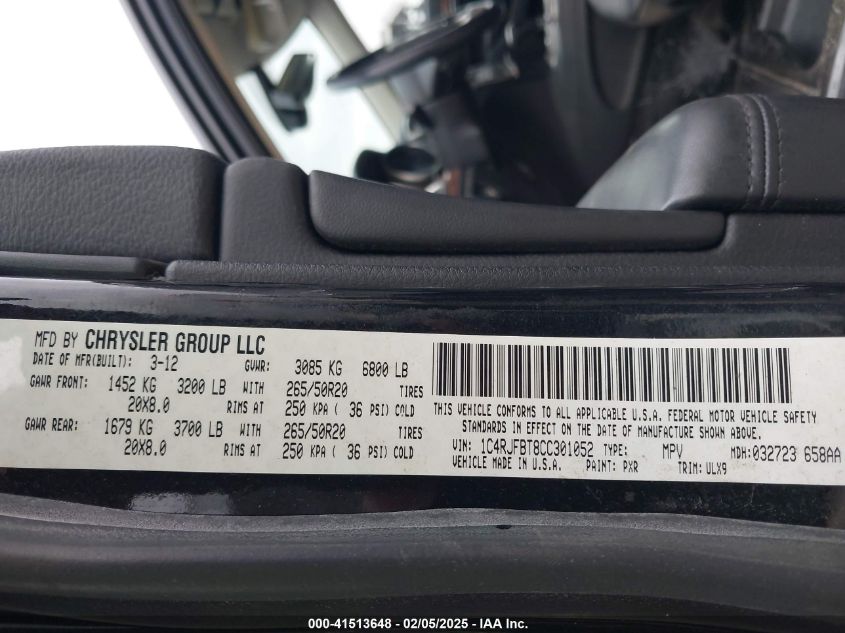 MFD BY CHRYSLER GROUP LLC
DATE OF MFR(BUILT): 3-12 GVWR: 3085 KG 6800 LB
GAWR FRONT: 1452 KG 3200 LB WITH 265/50R20 TIRES
20X8.0 RIMS AT 250 KPA ( 36 PSI) COLD
GAWR REAR: 1679 KG 3700 LB WITH 265/50R20 TIRES
20X8.0 RIMS AT 250 KPA ( 36 PSI) COLD
THIS VEHICLE CONFORMS TO ALL APPLICABLE U.S.A. FEDERAL MOTOR VEHICLE SAFETY
STANDARDS IN EFFECT ON THE DATE OF MANUFACTURE SHOWN ABOVE.
VIN: 1C4RJFBT8CC301052 TYPE: MPV MDH: 032723 658AA
VEHICLE MADE IN U.S.A. PAINT: PXR TRIM: ULX9
000-41513648 - 02/05/2025 - IAA Inc.